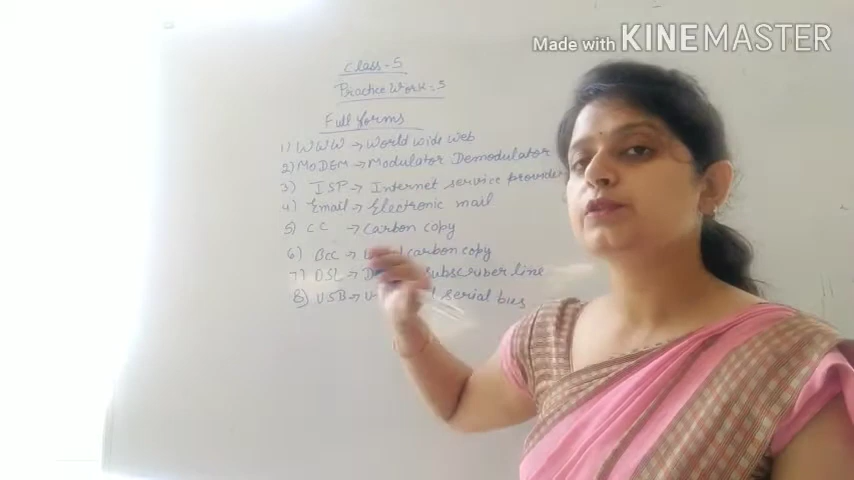 Made with KINEMASTER
Class-5
Practice Work-5
Full forms
1) WWW → World wide web
2) MODEM → Modulator Demodulator
3) ISP → Internet service provider
4) Email → Electronic mail
5) CC → Carbon copy
6) BCC → carbon copy
7) DSL → subscriber line
8) USB → serial bus